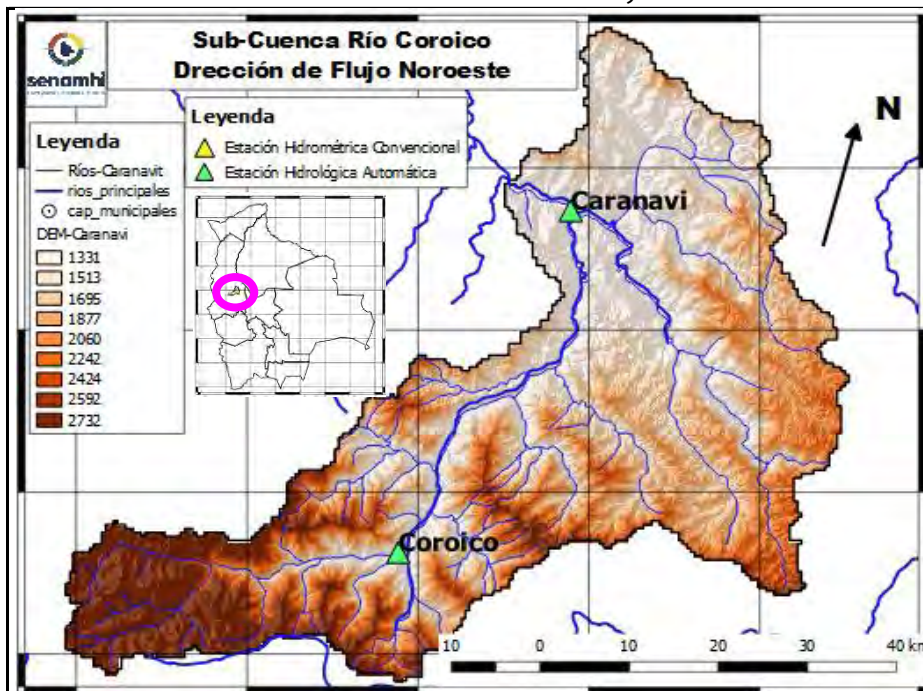 Sub-Cuenca Río Coroico
Drección de Flujo Noroeste
senamhi
Leyenda
Ríos-Caranavit
rios_principales
cap_municipales
DEM-Caranavi
1331
1513
1695
1877
2060
2242
2424
2592
2732
Leyenda
Estación Hidrométrica Convencional
Estación Hidrológica Automática
N
Caranavi
Coroico
10 0 10 20 30 40 km